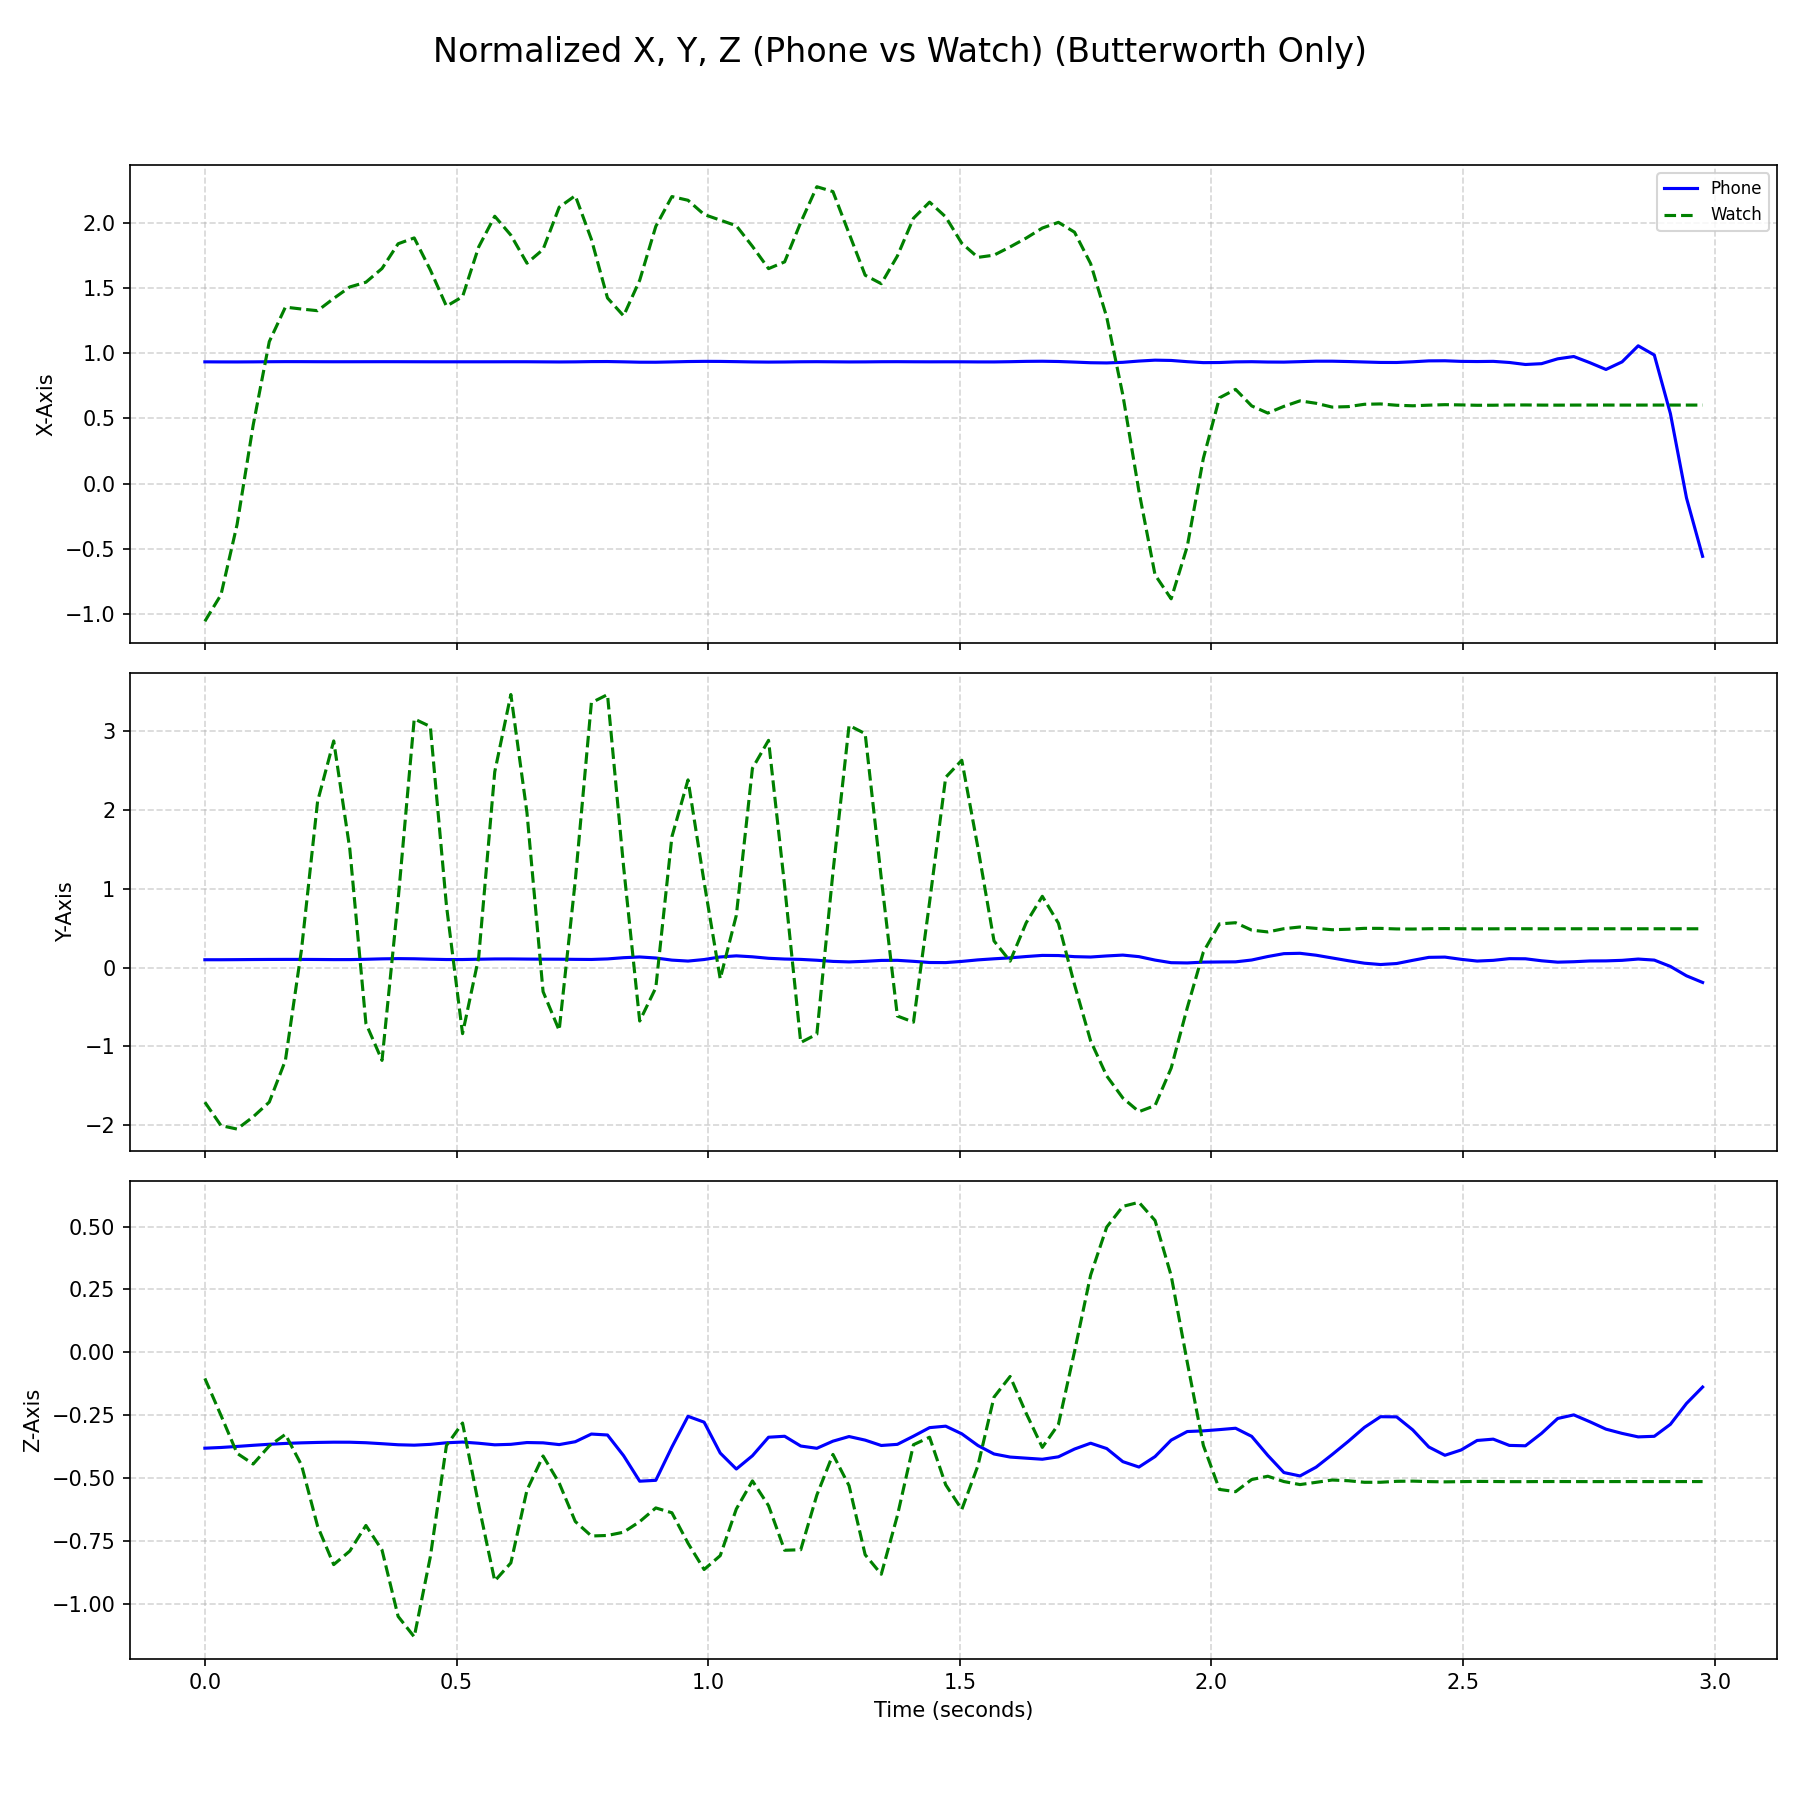 Normalized X, Y, Z (Phone vs Watch) (Butterworth Only)
Phone
Watch
X-Axis
2.0
1.5
1.0
0.5
0.0
−0.5
−1.0
Y-Axis
3
2
1
0
−1
−2
Z-Axis
0.50
0.25
0.00
−0.25
−0.50
−0.75
−1.00
0.0 0.5 1.0 1.5 2.0 2.5 3.0
Time (seconds)